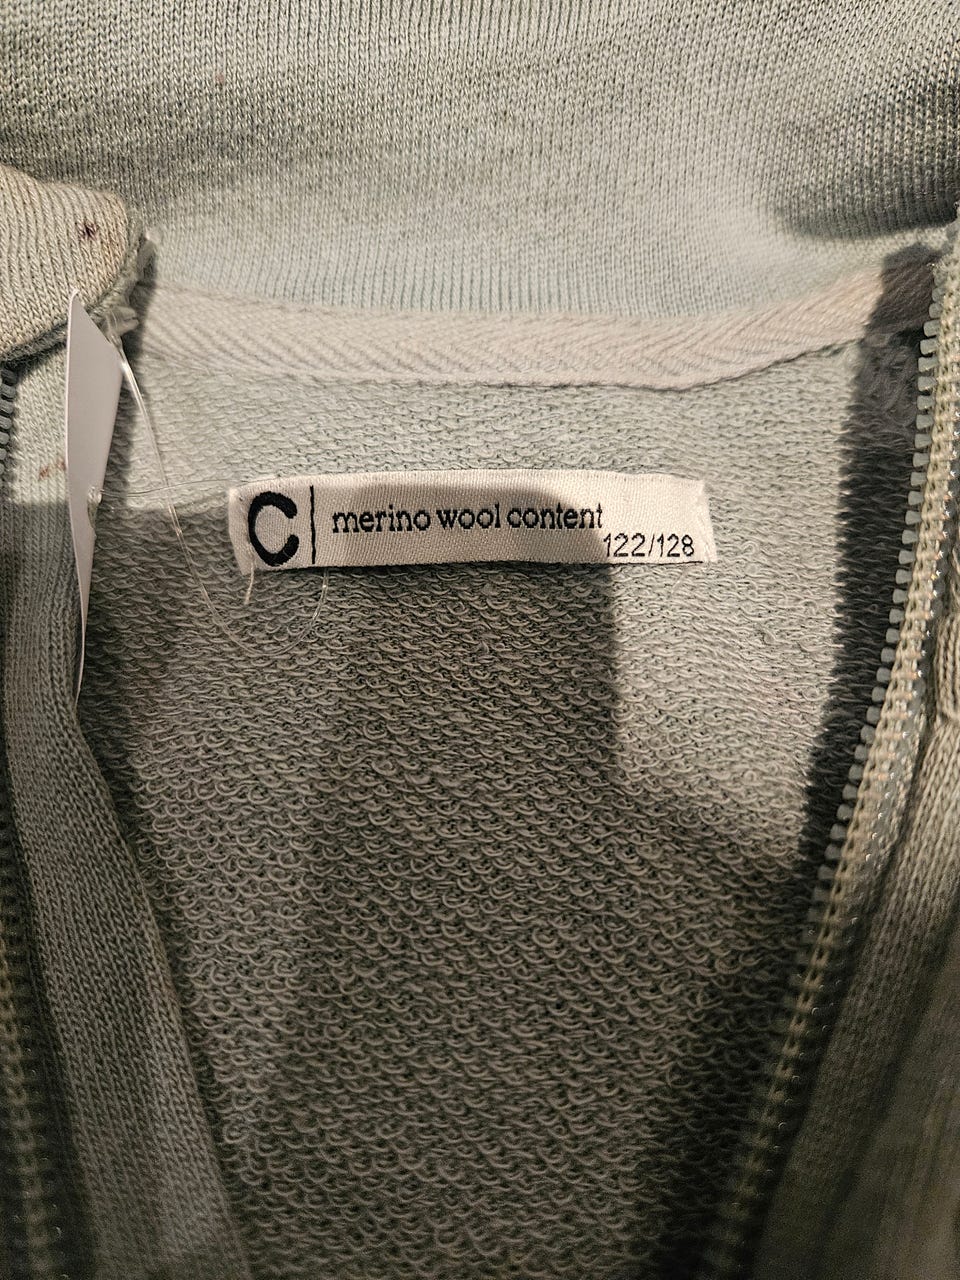 C| merino wool content
122/128